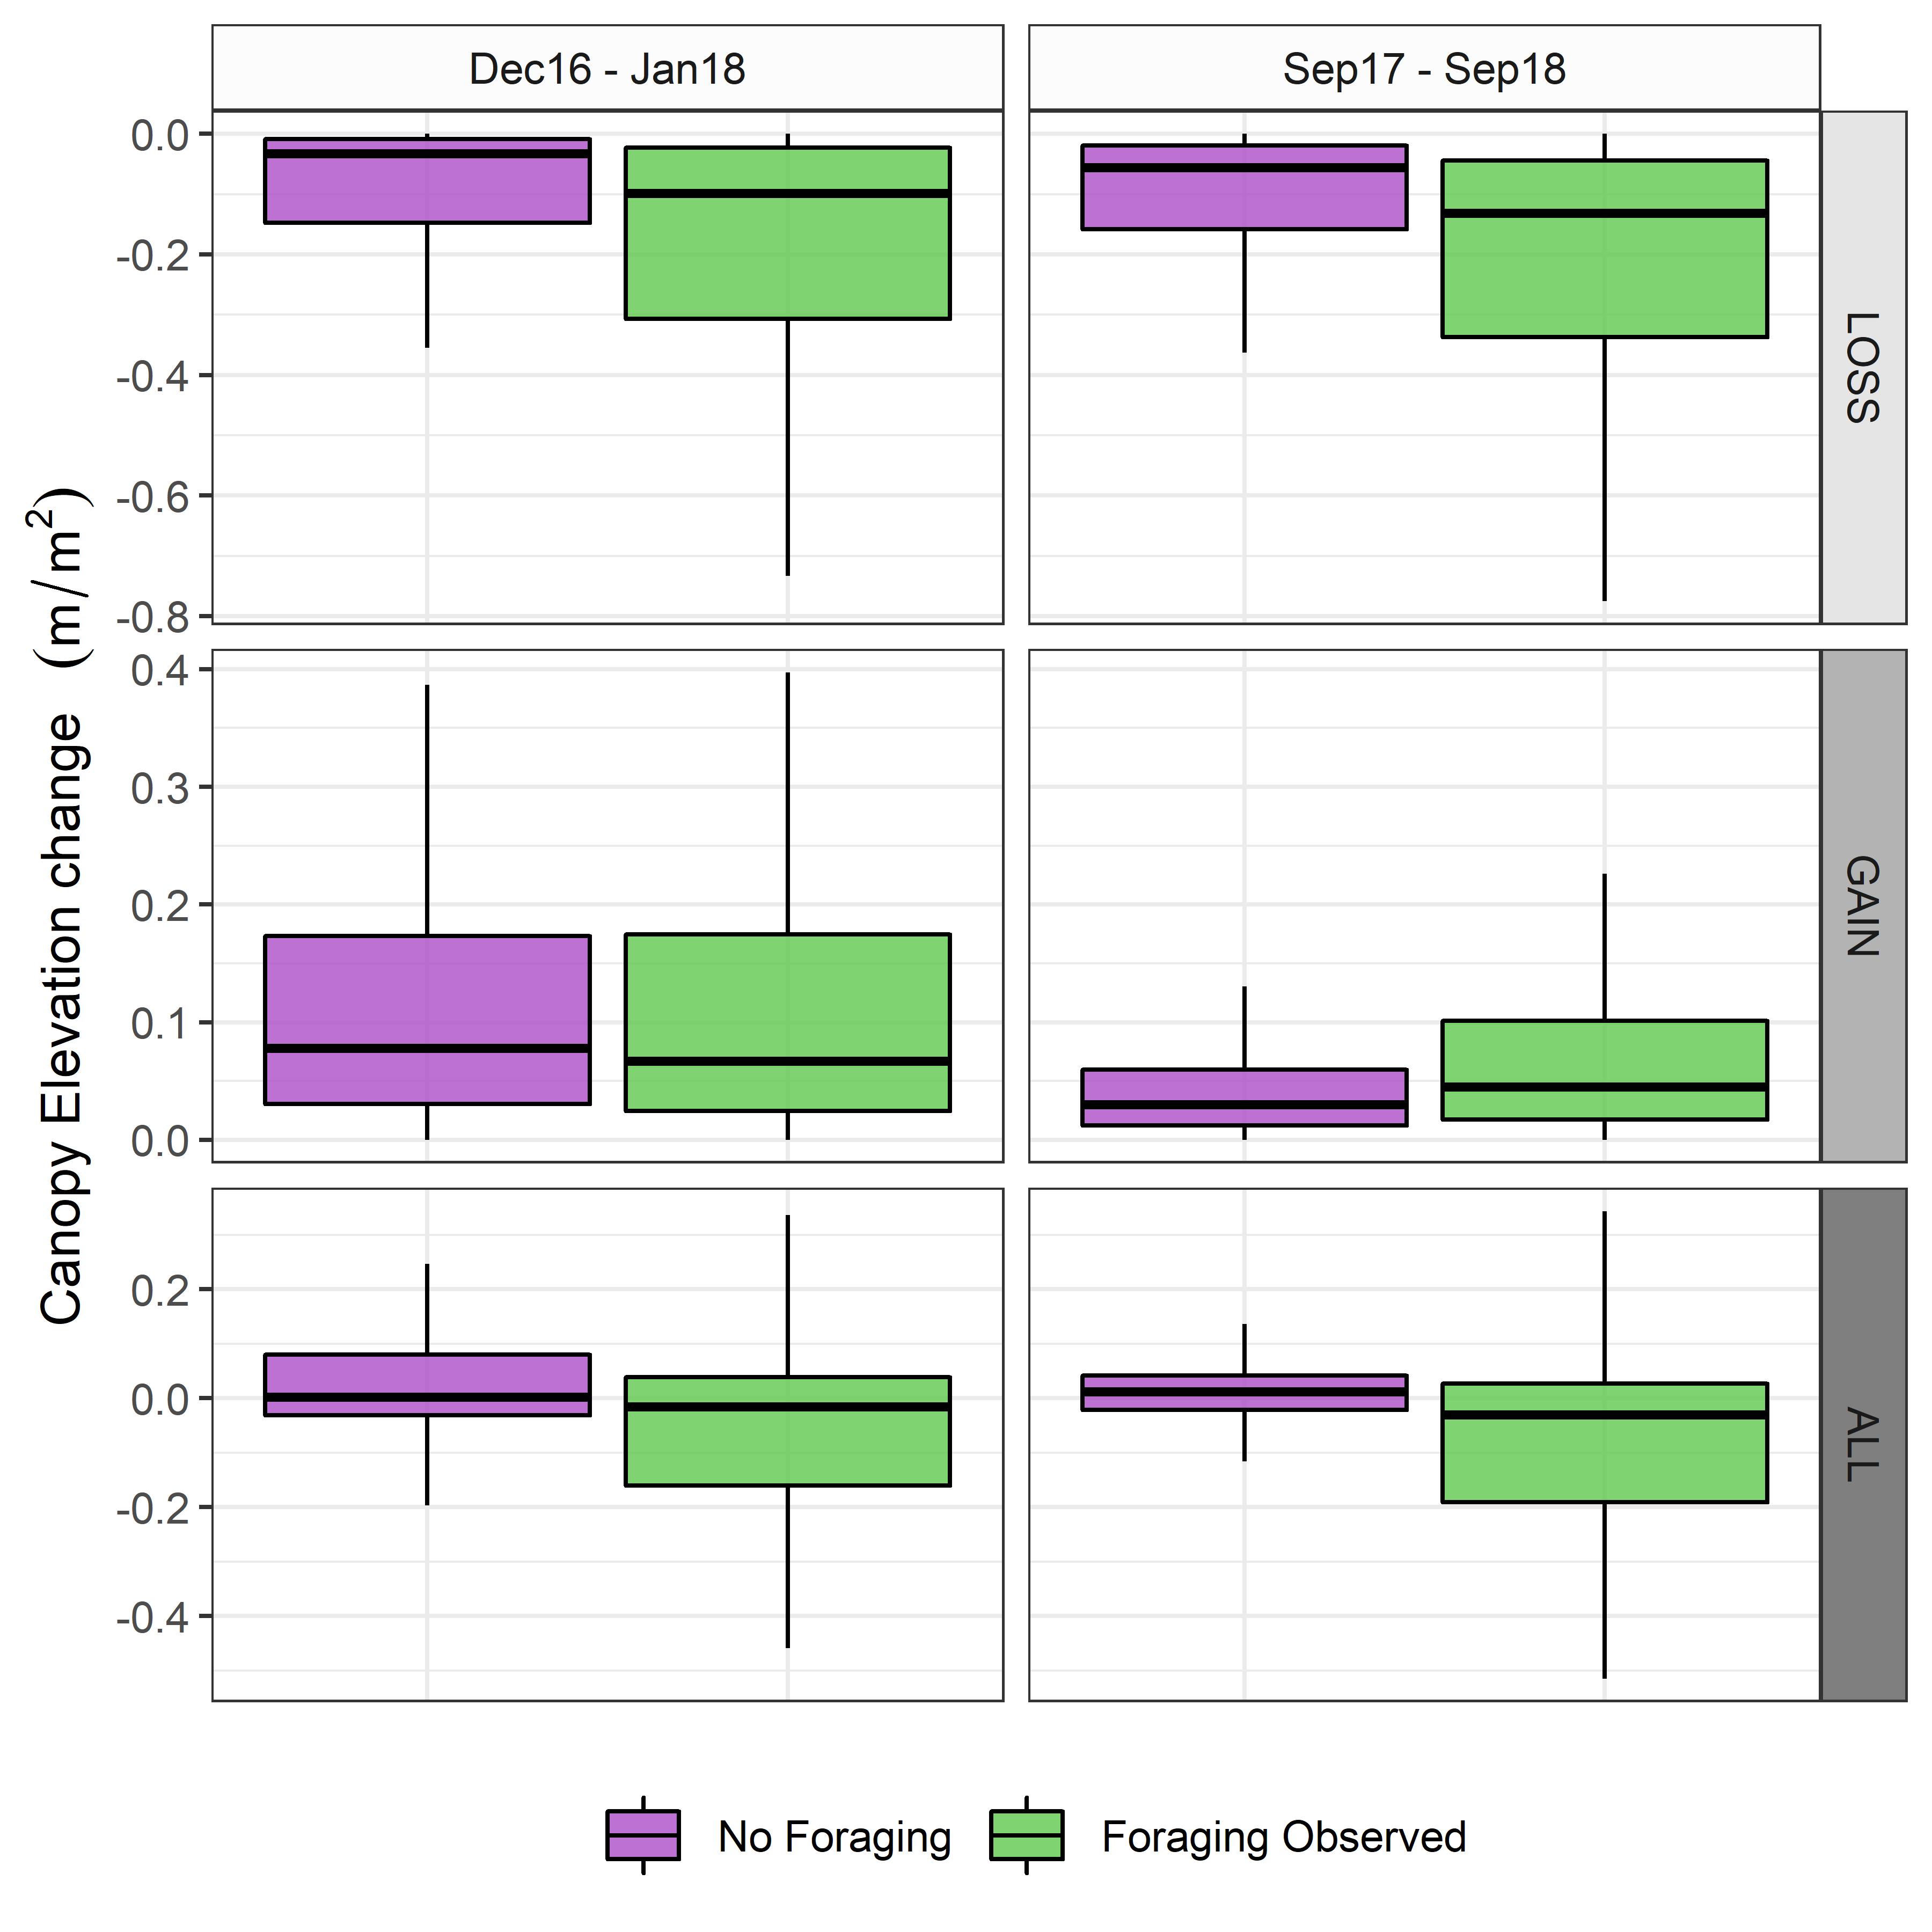 Dec16 - Jan18
Sep17 - Sep18
Canopy Elevation change (m/m²)
0.0
-0.2
-0.4
-0.6
-0.8
LOSS
0.4
0.3
0.2
0.1
0.0
GAIN
0.2
0.0
-0.2
-0.4
ALL
No Foraging
Foraging Observed